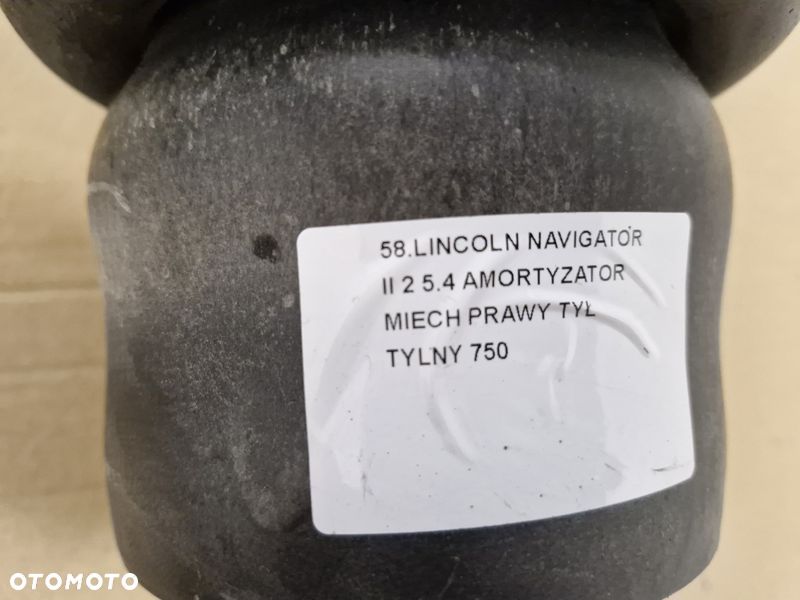 58.LINCOLN NAVIGATOR
II 2 5.4 AMORTYZATOR
MIECH PRAWY TYŁ
TYLNY 750
OTOMOTO